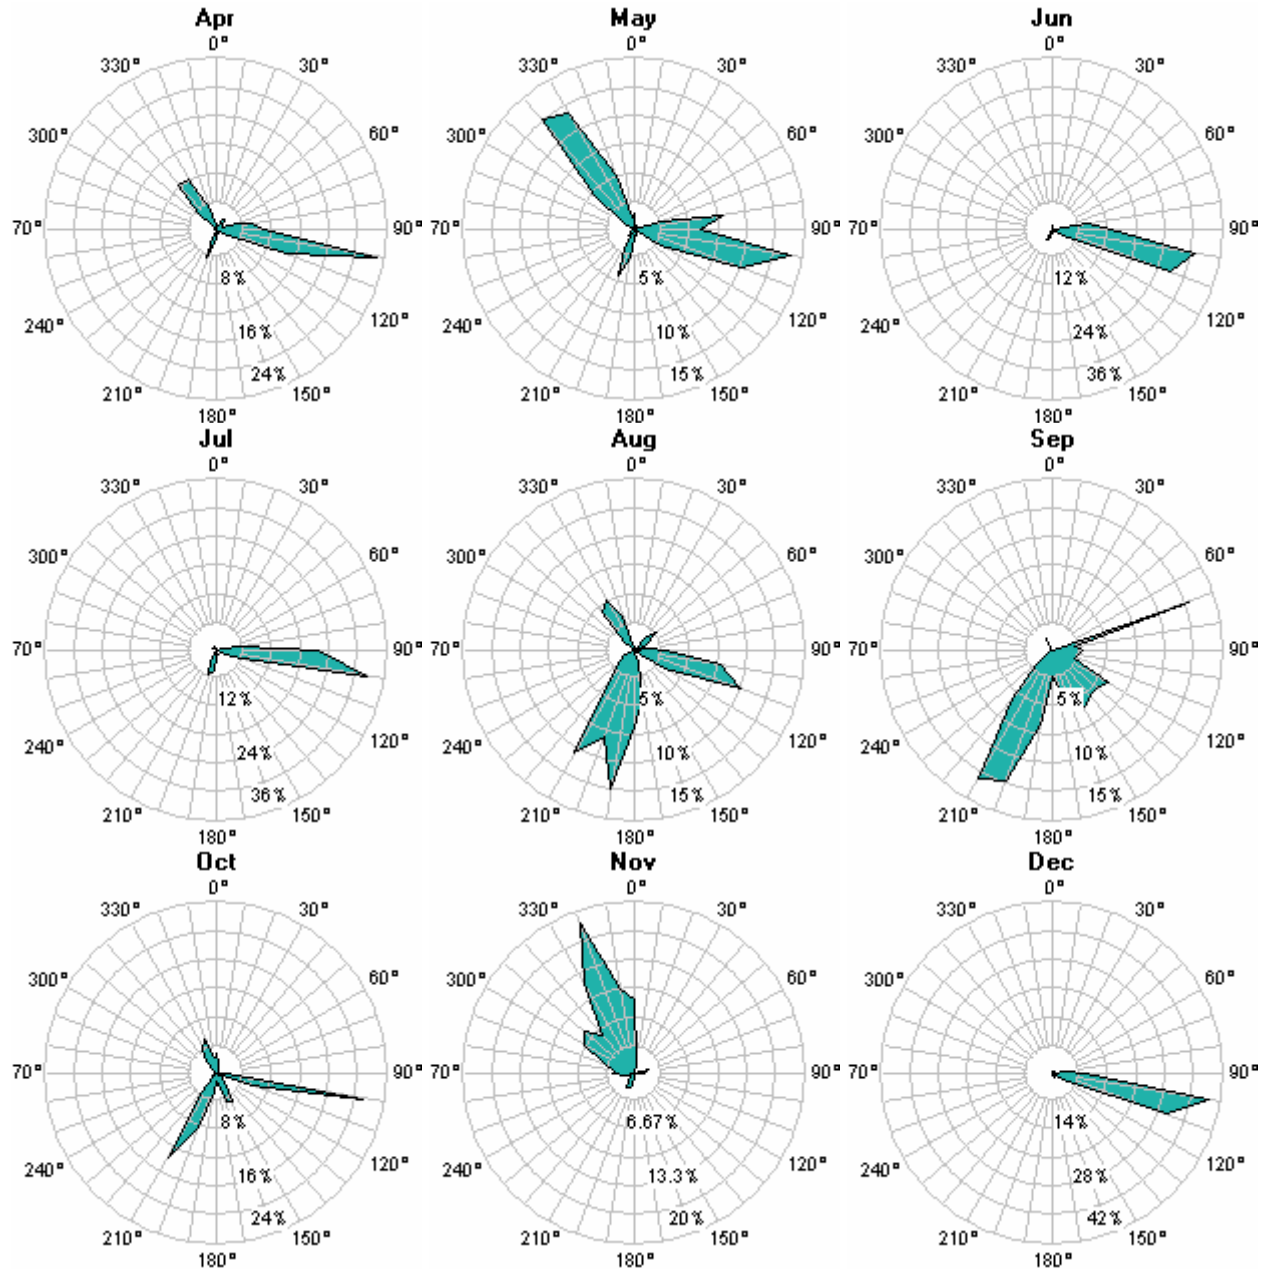 Apr May Jun
0° 0° 0°
330° 30° 330° 30° 330° 30°
300° 60° 300° 60° 300° 60°
70° 90° 70° 90° 70° 90°
8% 5% 12%
240° 16% 120° 240° 10% 120° 240° 24% 120°
24% 15% 36%
210° 150° 210° 150° 210° 150°
180° 180° 180°
Jul Aug Sep
0° 0° 0°
330° 30° 330° 30° 330° 30°
300° 60° 300° 60° 300° 60°
70° 90° 70° 90° 70° 90°
12% 5% 5%
240° 24% 120° 240° 10% 120° 240° 10% 120°
36% 15% 15%
210° 150° 210° 150° 210° 150°
180° 180° 180°
Oct Nov Dec
0° 0° 0°
330° 30° 330° 30° 330° 30°
300° 60° 300° 60° 300° 60°
70° 90° 70° 90° 70° 90°
8% 6.67% 14%
240° 16% 120° 240° 13.3% 120° 240° 28% 120°
24% 20% 42%
210° 150° 210° 150° 210° 150°
180° 180° 180°